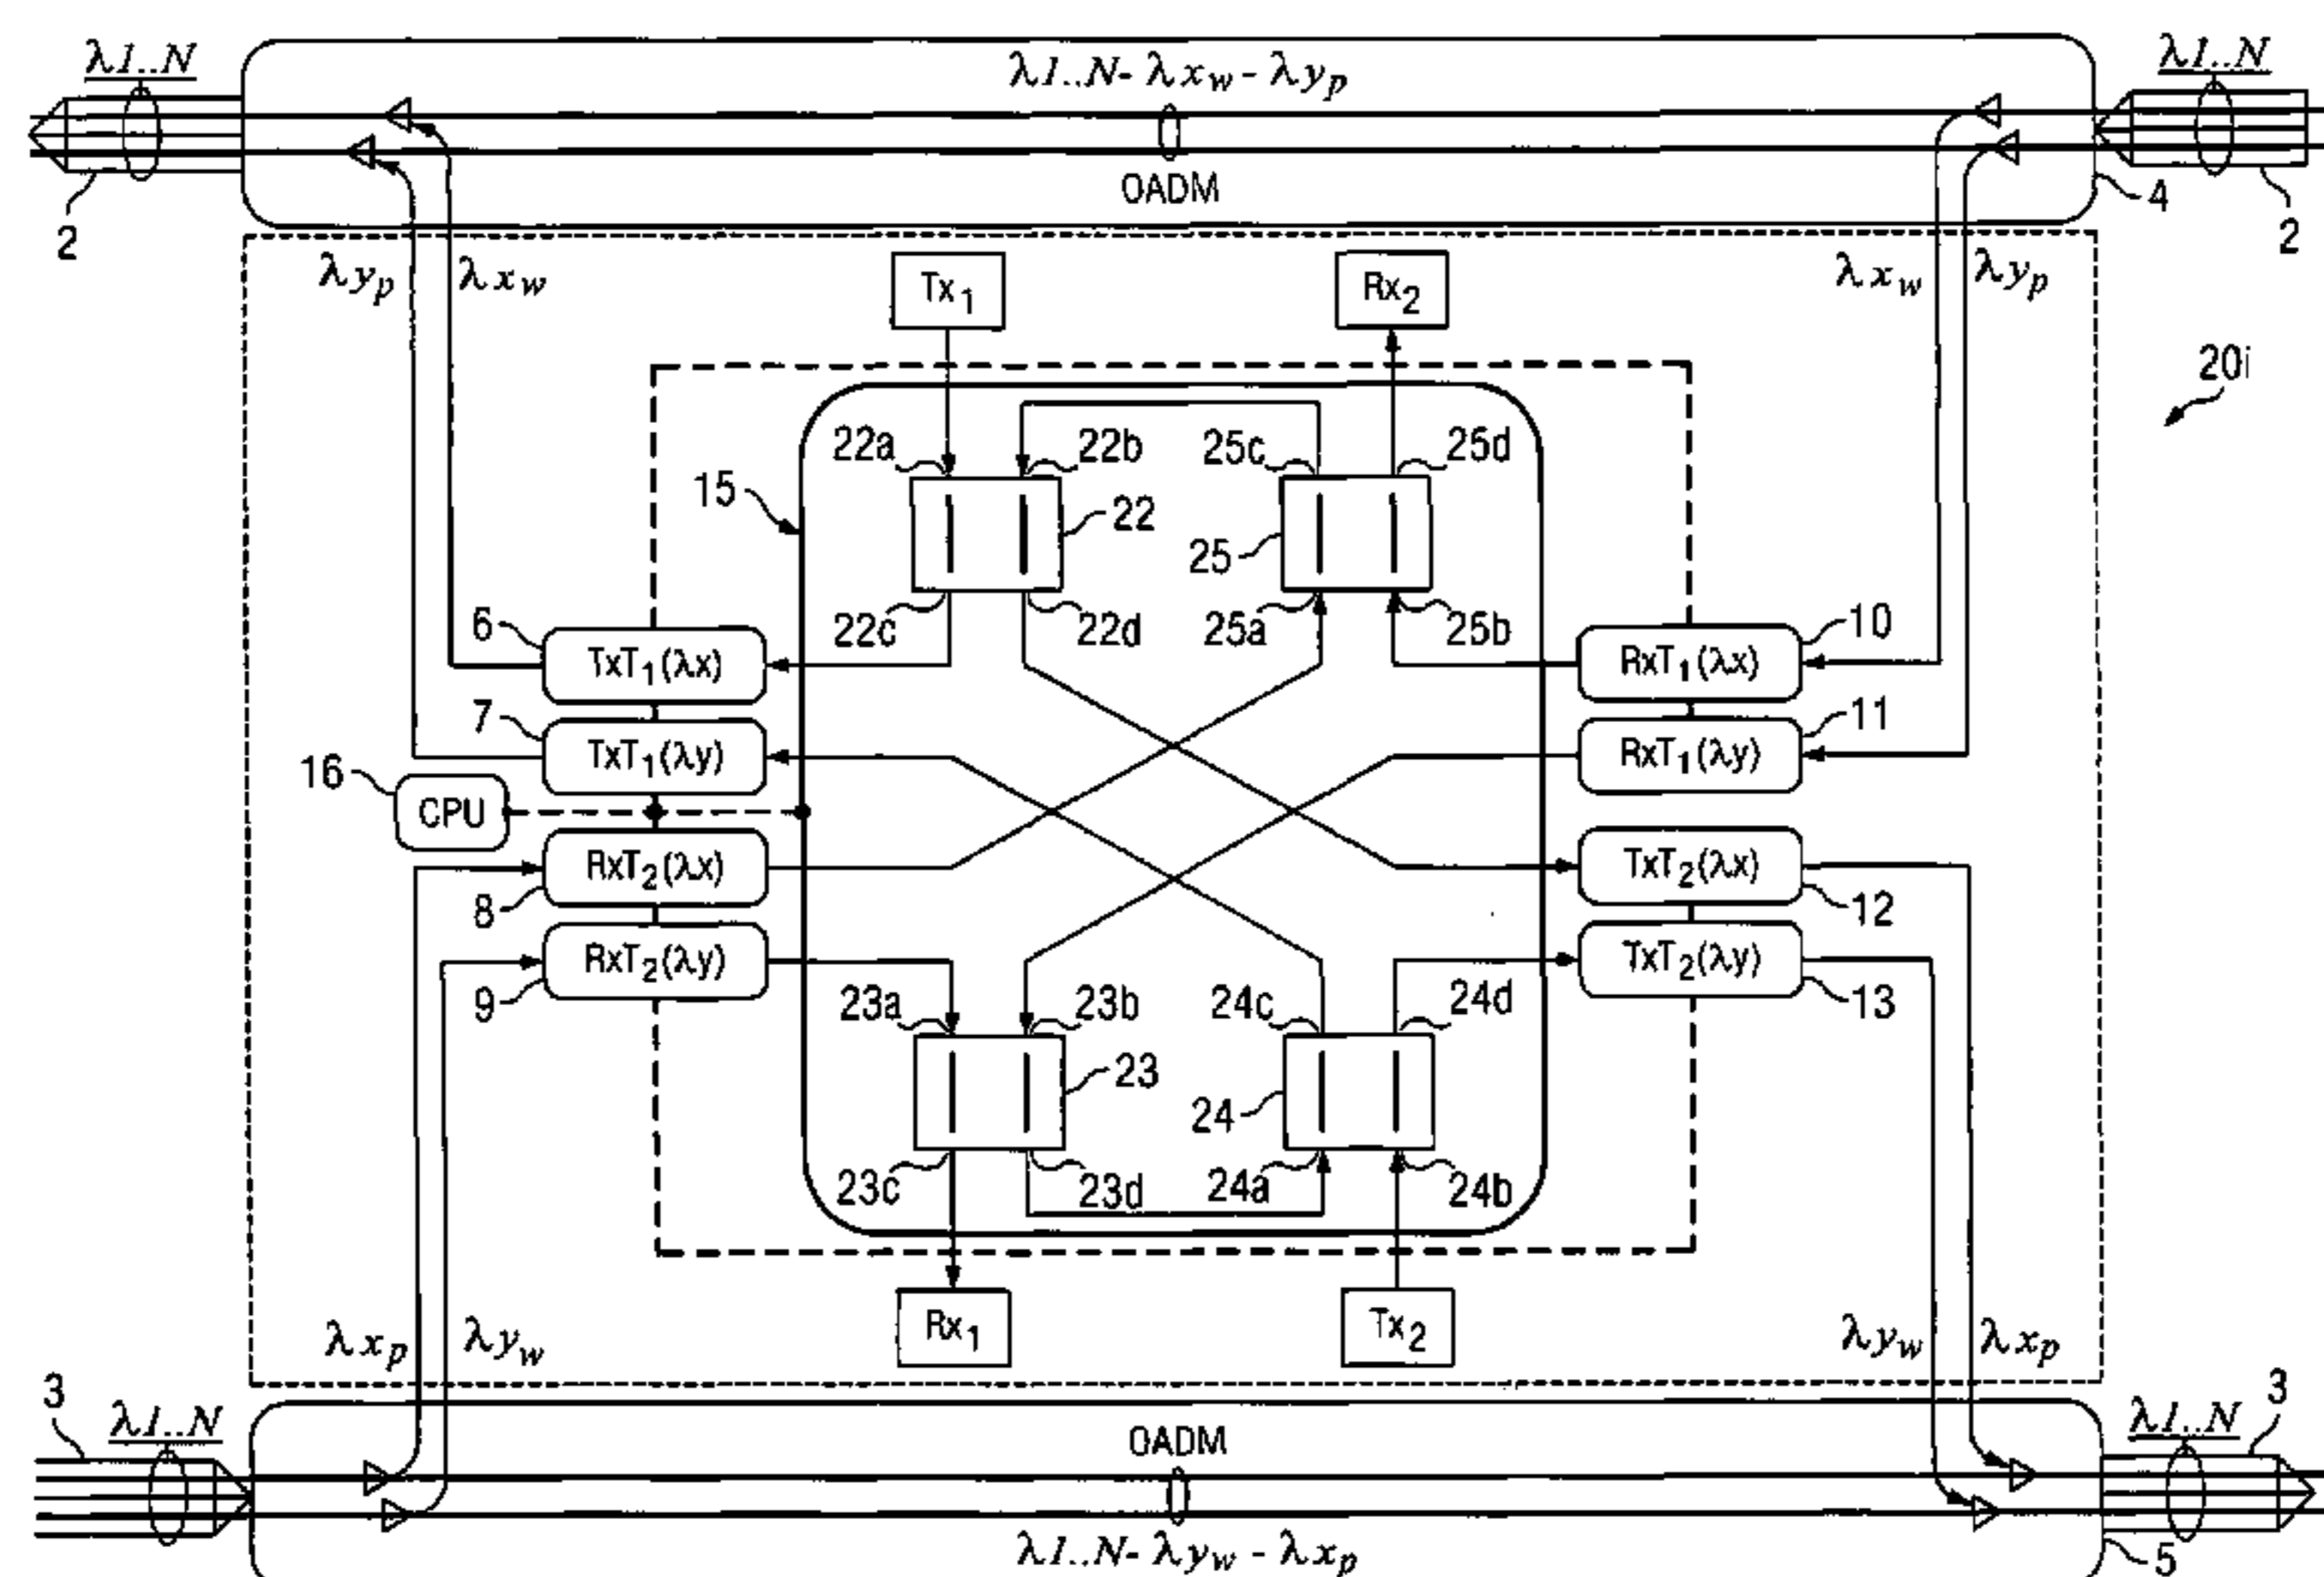 λ1..N
λ1..N- λxw - λyp
λ1..N
OADM
2
4
2
λyp
λxw
Tx1
Rx2
λxw
λyp
20i
22a
22b
25c
25d
15
22
25
22c
22d
25a
25b
6
TxT1(λx)
RxT1(λx)
10
7
TxT1(λy)
RxT1(λy)
11
16
CPU
RxT2(λx)
TxT2(λx)
8
12
RxT2(λy)
TxT2(λy)
9
13
23a
23b
24c
24d
23
24
23c
23d
24a
24b
Rx1
Tx2
λxp
λyw
λyw
λxp
3
λ1..N
OADM
λ1..N
3
λ1..N- λyw - λxp
5